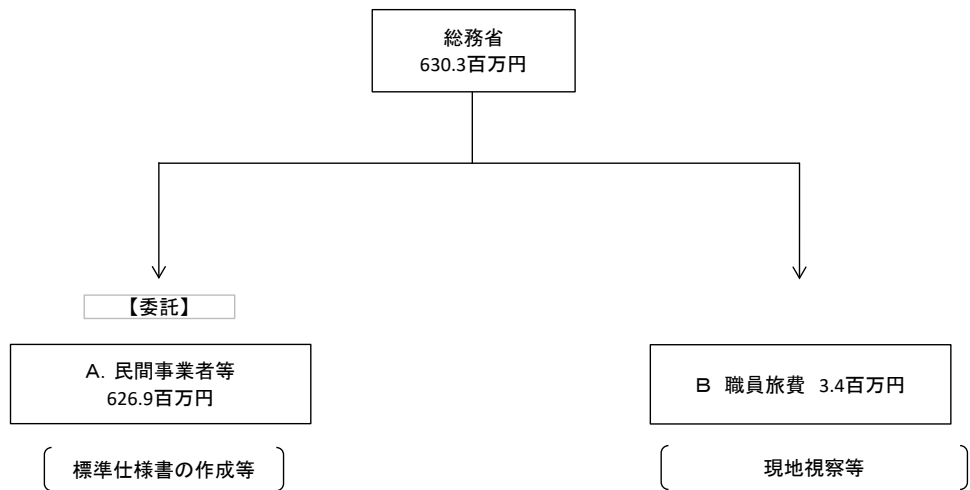 総務省
630.3百万円
【委託】
A. 民間事業者等
626.9百万円
B 職員旅費 3.4百万円
標準仕様書の作成等
現地視察等